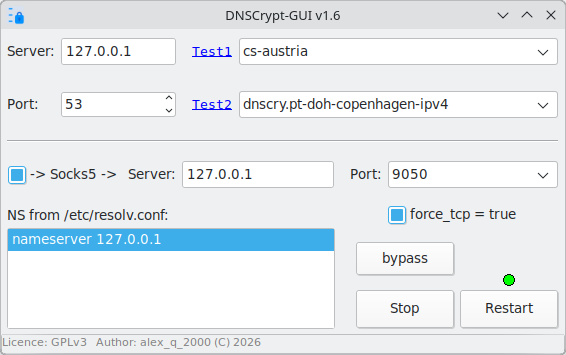 DNSCrypt-GUI v1.6
Server: 127.0.0.1 Test1 cs-austria
Port: 53 Test2 dnscry.pt-doh-copenhagen-ipv4
-> Socks5 -> Server: 127.0.0.1 Port: 9050
NS from /etc/resolv.conf: force_tcp = true
nameserver 127.0.0.1
bypass
Stop Restart
Licence: GPLv3 Author: alex_q_2000 (C) 2026